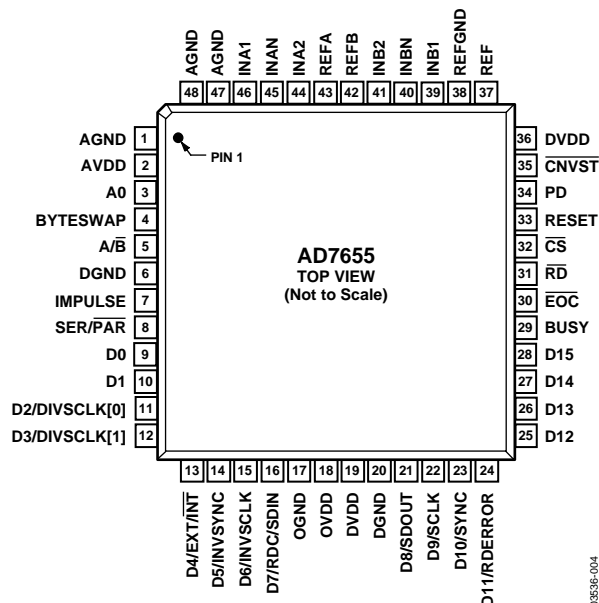 AGND
AGND
INA1
INAN
INA2
REFA
REFB
INB2
INBN
INB1
REFGND
REF
48 47 46 45 44 43 42 41 40 39 38 37
AGND 1
AVDD 2
A0 3
BYTESWAP 4
A/B̅ 5
DGND 6
IMPULSE 7
SER/P̅A̅R̅ 8
D0 9
D1 10
D2/DIVSCLK[0] 11
D3/DIVSCLK[1] 12
PIN 1
AD7655
TOP VIEW
(Not to Scale)
36 DVDD
35 C̅N̅V̅S̅T̅
34 PD
33 RESET
32 C̅S̅
31 R̅D̅
30 E̅O̅C̅
29 BUSY
28 D15
27 D14
26 D13
25 D12
13 14 15 16 17 18 19 20 21 22 23 24
D4/EXT/I̅N̅T̅
D5/INVSYNC
D6/INVSCLK
D7/RDC/SDIN
OGND
OVDD
DVDD
DGND
D8/SDOUT
D9/SCLK
D10/SYNC
D11/RDERROR
03536-004